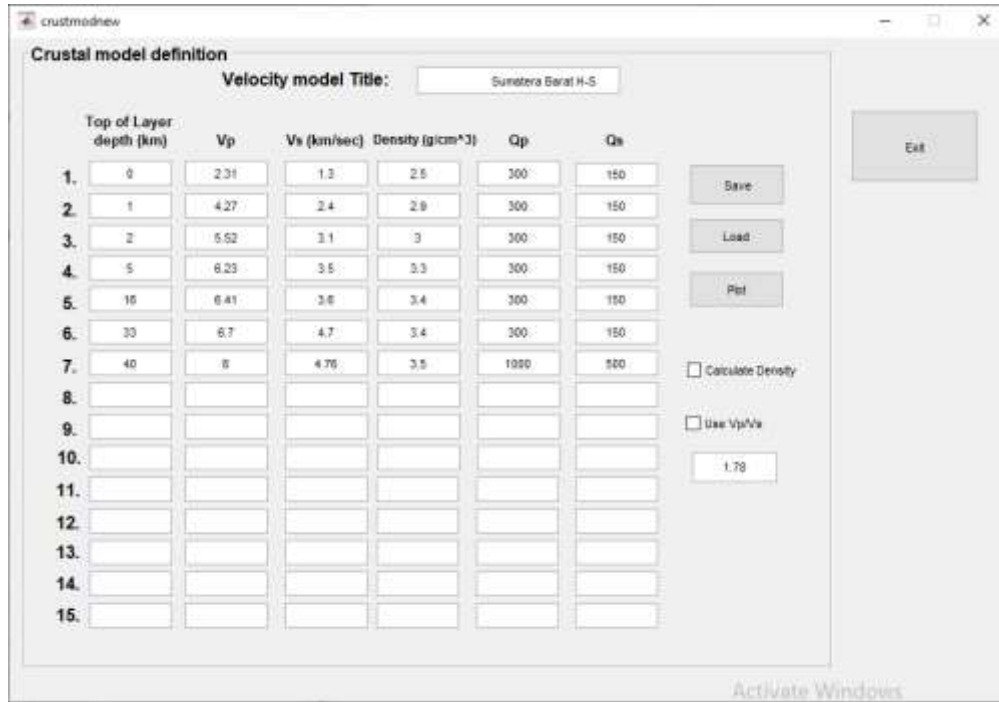 crustmodnew
Crustal model definition
Velocity model Title: Sumatera Barat H-S
Top of Layer
depth (km) Vp Vs (km/sec) Density (g/cm^3) Qp Qs
Exit
1. 0 2.31 1.3 2.5 300 150
Save
2. 1 4.27 2.4 2.9 300 150
3. 2 5.52 3.1 3 300 150
Load
4. 5 6.23 3.5 3.3 300 150
Plot
5. 16 6.41 3.6 3.4 300 150
6. 33 6.7 4.7 3.4 300 150
7. 40 8 4.76 3.5 1000 500
Calculate Density
8.
9.
Use Vp/Vs
10.
1.78
11.
12.
13.
14.
15.
Activate Windows